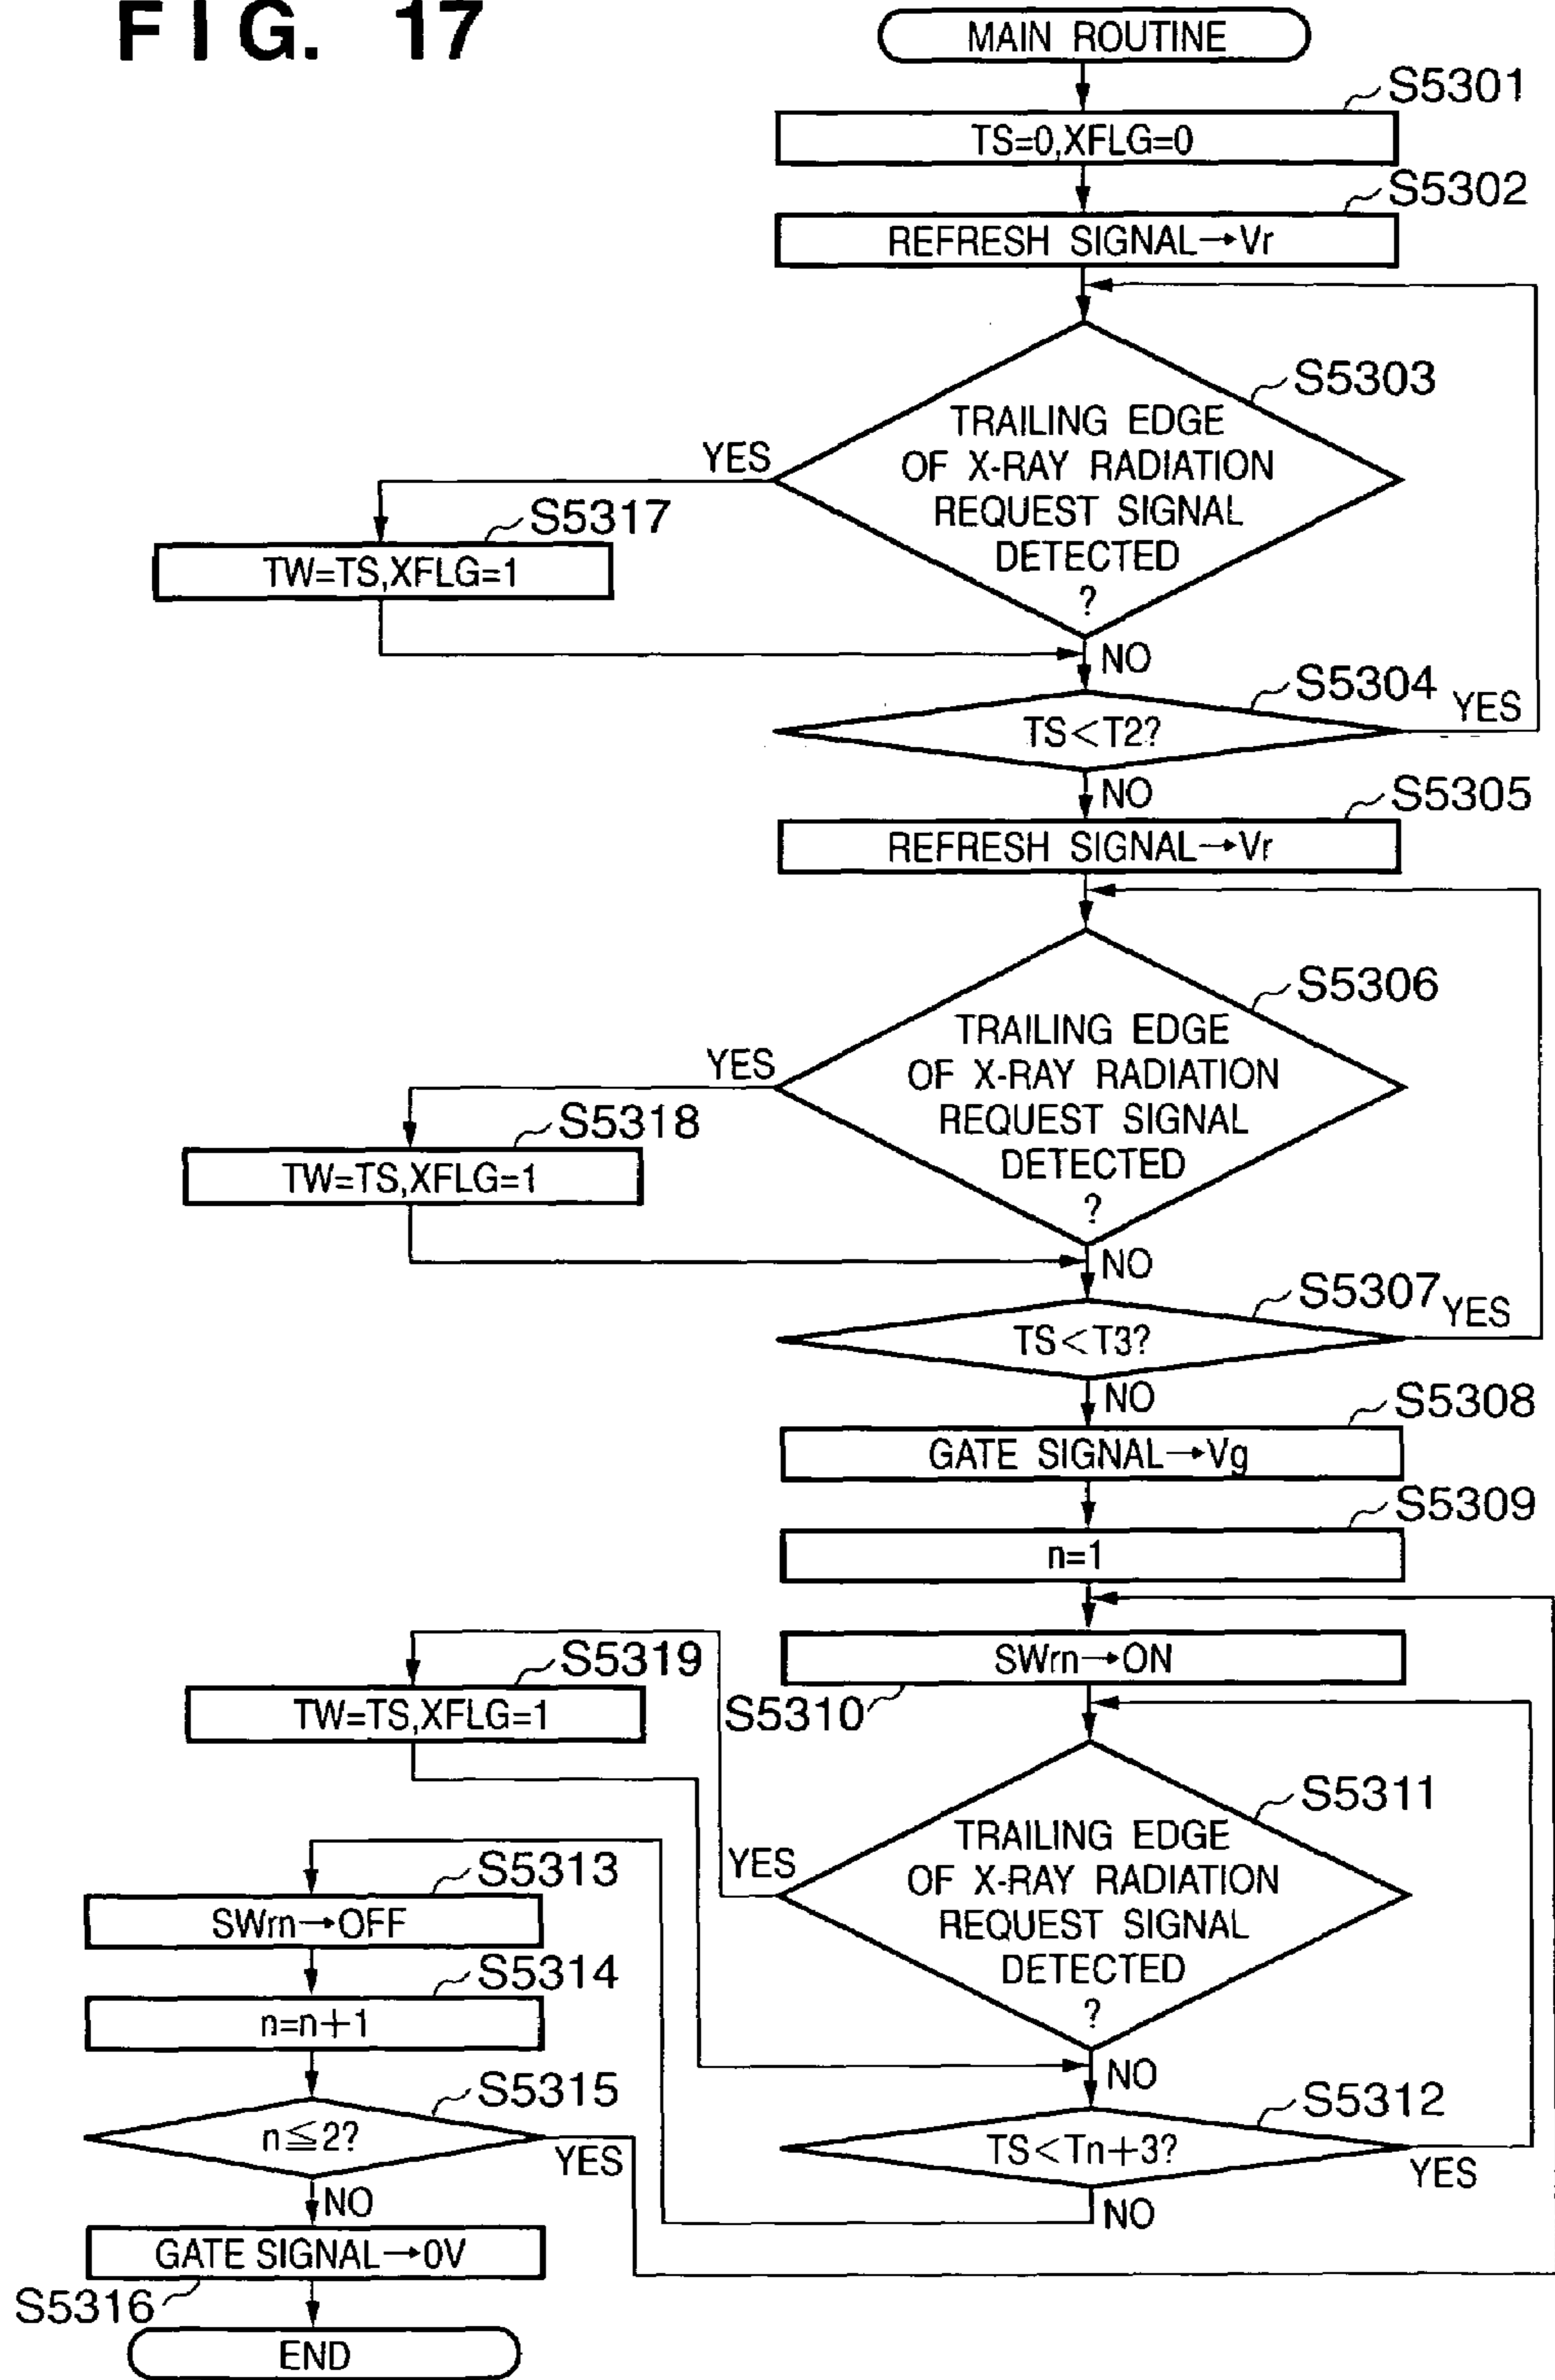 FIG. 17
MAIN ROUTINE
S5301
TS=0,XFLG=0
S5302
REFRESH SIGNAL→Vr
S5303
TRAILING EDGE
OF X-RAY RADIATION
REQUEST SIGNAL
DETECTED
?
YES
S5317
TW=TS,XFLG=1
NO
S5304
TS<T2?
YES
NO
S5305
REFRESH SIGNAL→Vr
S5306
TRAILING EDGE
OF X-RAY RADIATION
REQUEST SIGNAL
DETECTED
?
YES
S5318
TW=TS,XFLG=1
NO
S5307
TS<T3?
YES
NO
S5308
GATE SIGNAL→Vg
S5309
n=1
SWrn→ON
S5310
S5319
TW=TS,XFLG=1
S5311
TRAILING EDGE
OF X-RAY RADIATION
REQUEST SIGNAL
DETECTED
?
YES
NO
S5312
TS<Tn+3?
YES
NO
S5313
SWrn→OFF
S5314
n=n+1
S5315
n≦2?
YES
NO
GATE SIGNAL→0V
S5316
END